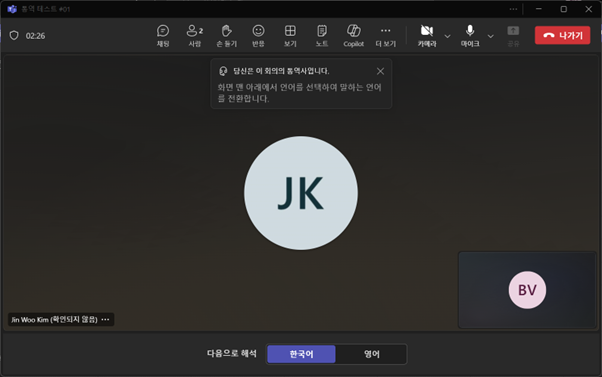 통역 테스트 #01
02:26
채팅
2
사람
손 들기
반응
보기
노트
Copilot
더 보기
카메라
마이크
공유
나가기
당신은 이 회의의 통역사입니다.
화면 맨 아래에서 언어를 선택하여 말하는 언어
를 전환합니다.
JK
BV
Jin Woo Kim (확인되지 않음)
다음으로 해석
한국어
영어